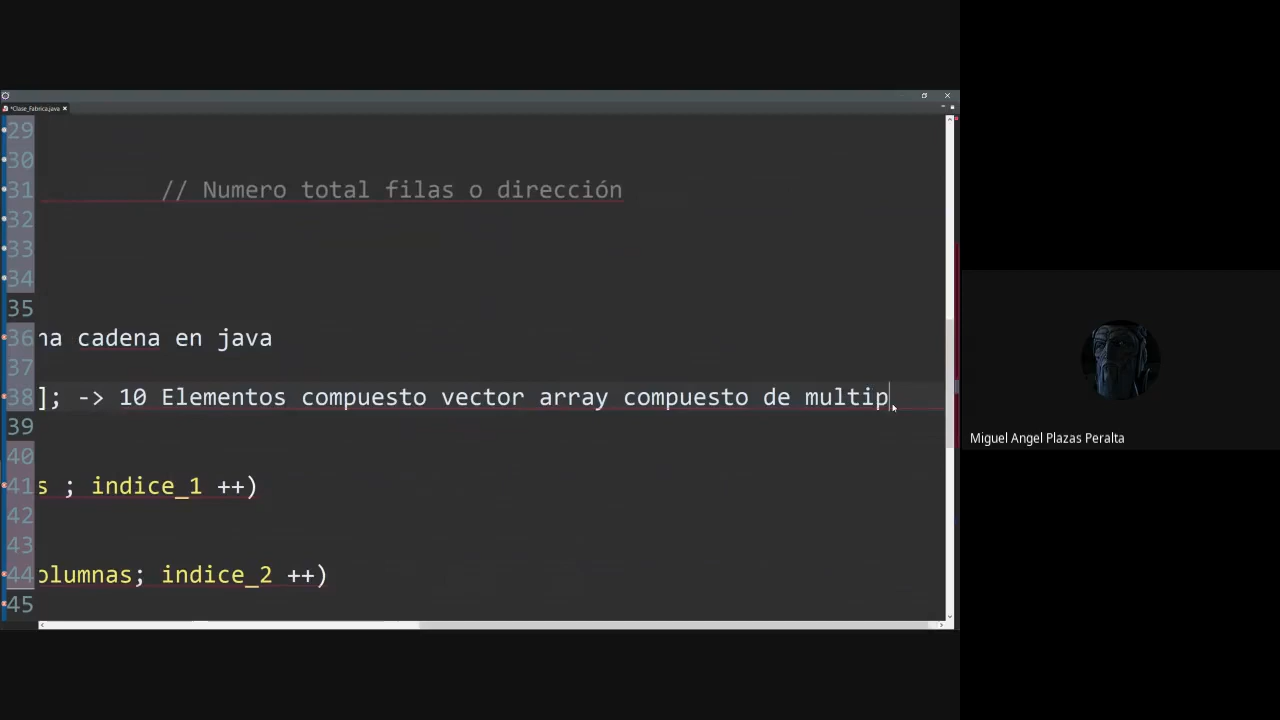 *Clase_Fabrica.java
29
30
31 // Numero total filas o dirección
32
33
34
35
36 na cadena en java
37
38 ]; -> 10 Elementos compuesto vector array compuesto de multip
39
40
41 s ; indice_1 ++)
42
43
44 olumnas; indice_2 ++)
45
Miguel Angel Plazas Peralta